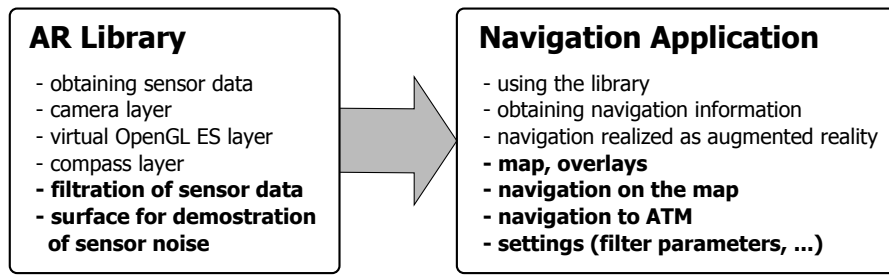 AR Library
- obtaining sensor data
- camera layer
- virtual OpenGL ES layer
- compass layer
- filtration of sensor data
- surface for demostration
of sensor noise
Navigation Application
- using the library
- obtaining navigation information
- navigation realized as augmented reality
- map, overlays
- navigation on the map
- navigation to ATM
- settings (filter parameters, ...)